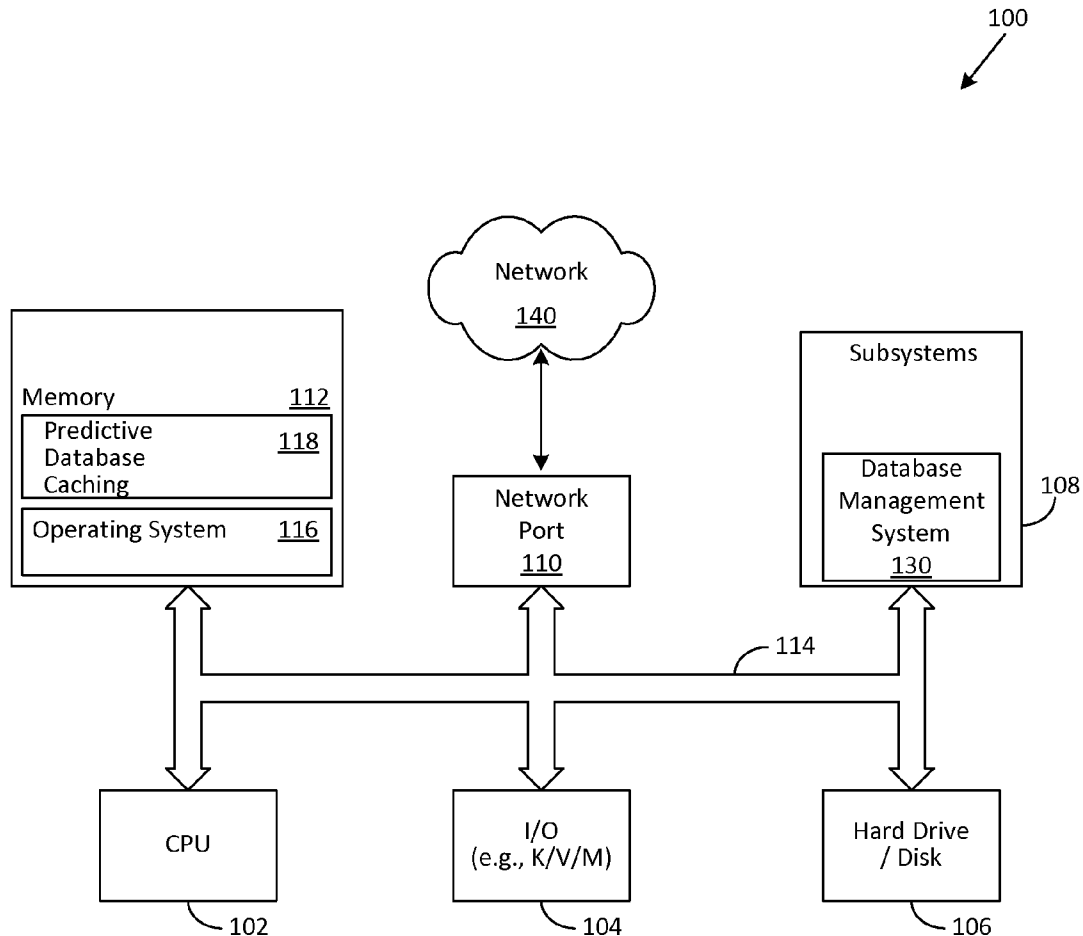 100
Network
140
Memory 112
Predictive 118
Database
Caching
Operating System 116
Network
Port
110
Subsystems
Database
Management
System
130
108
114
CPU
102
I/O
(e.g., K/V/M)
104
Hard Drive
/ Disk
106